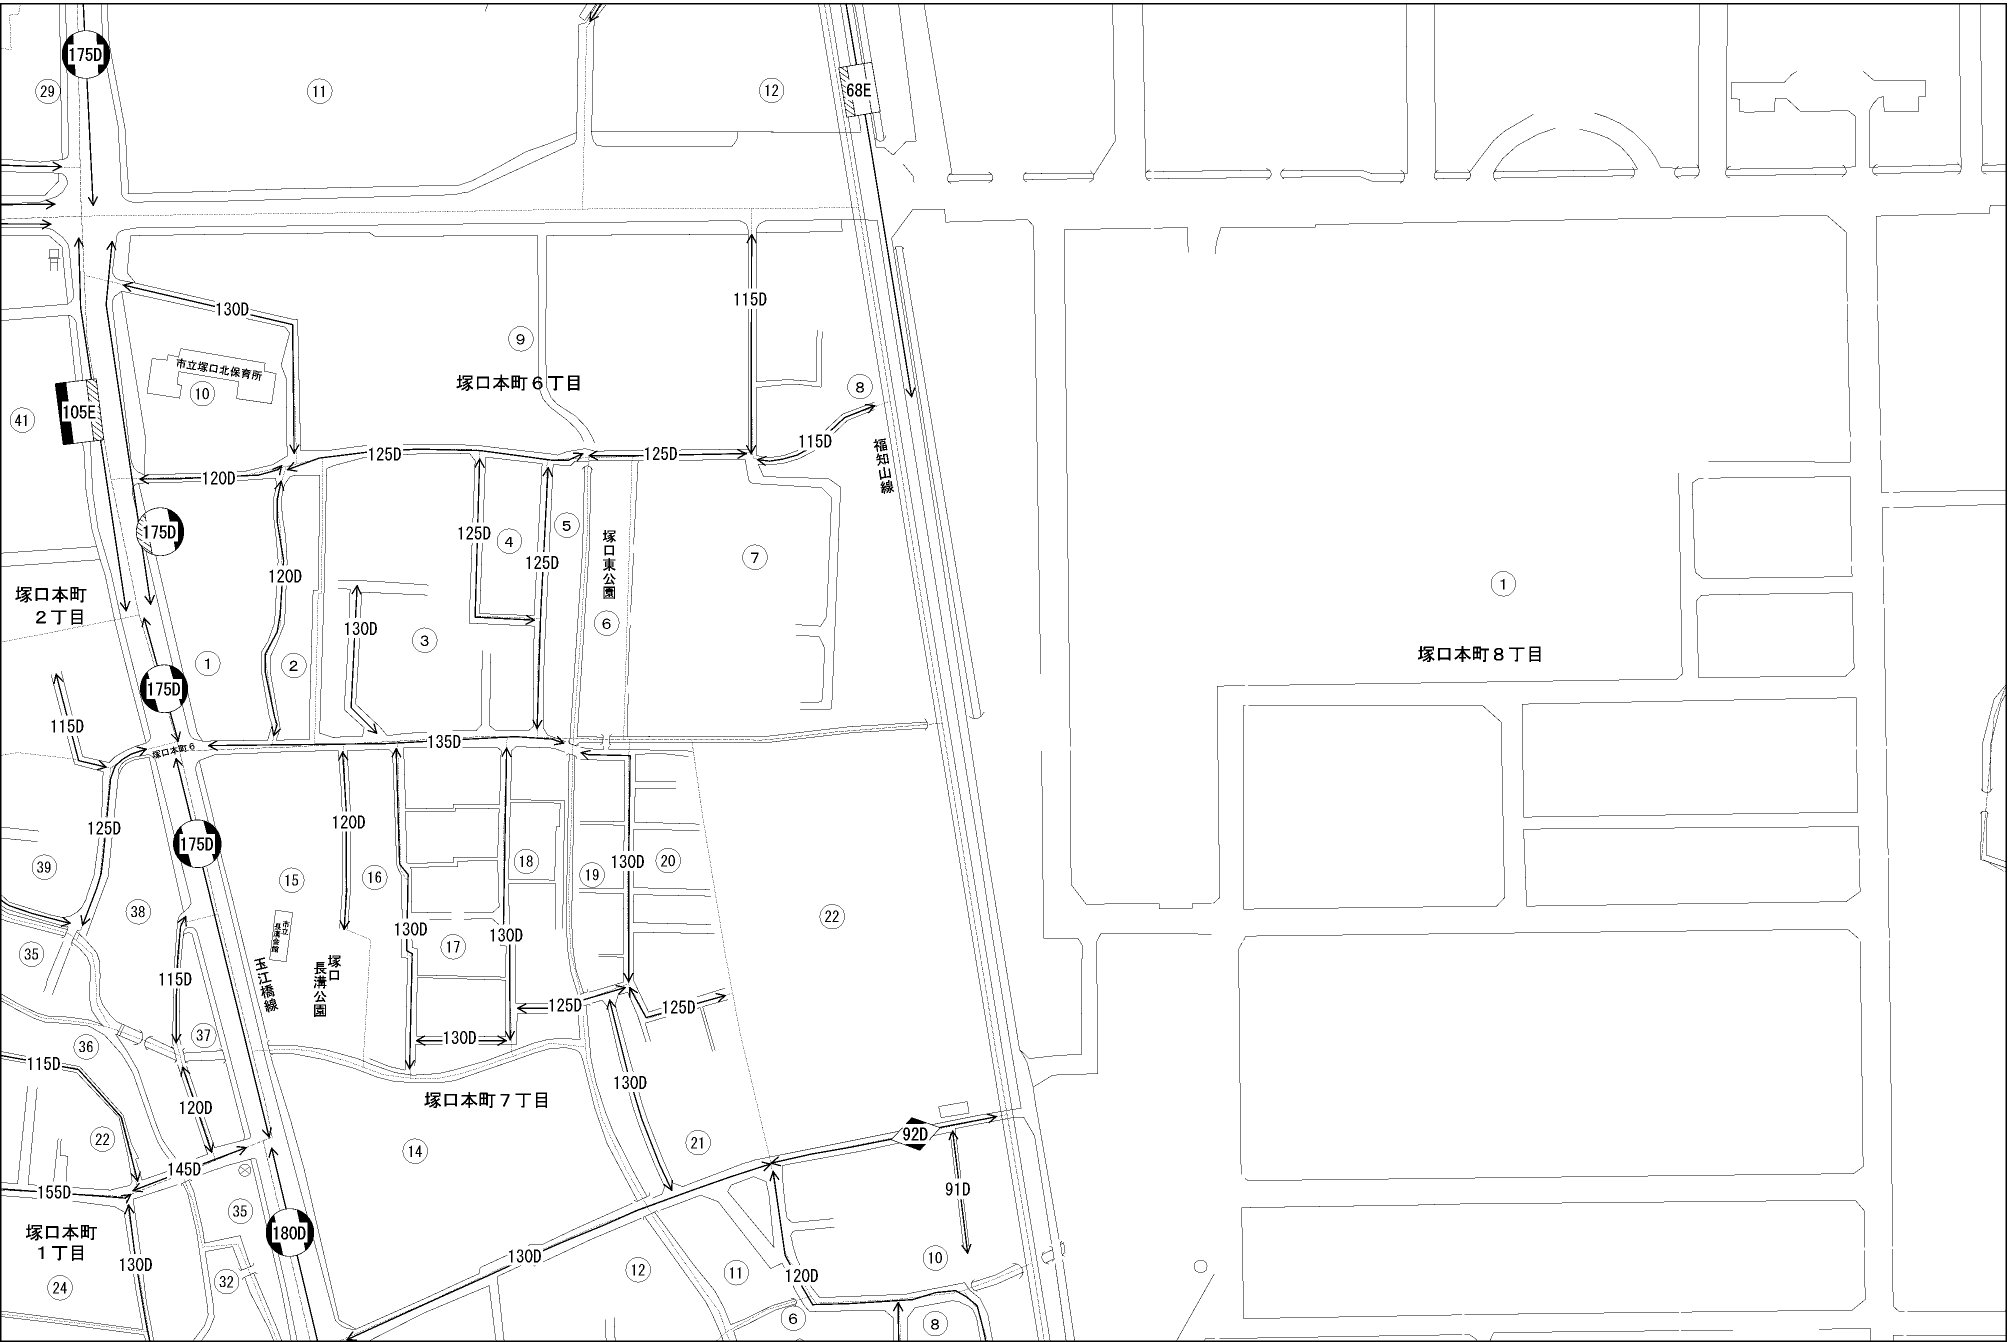 175D
68E
29
11
12
130D
115D
9
市立塚口北保育所
10
塚口本町6丁目
8
105E
41
115D
125D
125D
福知山線
120D
175D
5
125D
4
塚口東公園
7
125D
120D
1
塚口本町
2丁目
130D
3
6
塚口本町8丁目
1
2
175D
115D
135D
塚口本町6
120D
125D
175D
39
15
16
18
19
130D
20
38
22
市立
長溝会館
130D
130D
17
35
塚口
長溝公園
玉江橋線
115D
125D
125D
37
36
130D
115D
130D
塚口本町7丁目
120D
92D
22
14
21
145D
155D
91D
35
塚口本町
1丁目
180D
130D
130D
10
12
11
120D
32
24
6
8